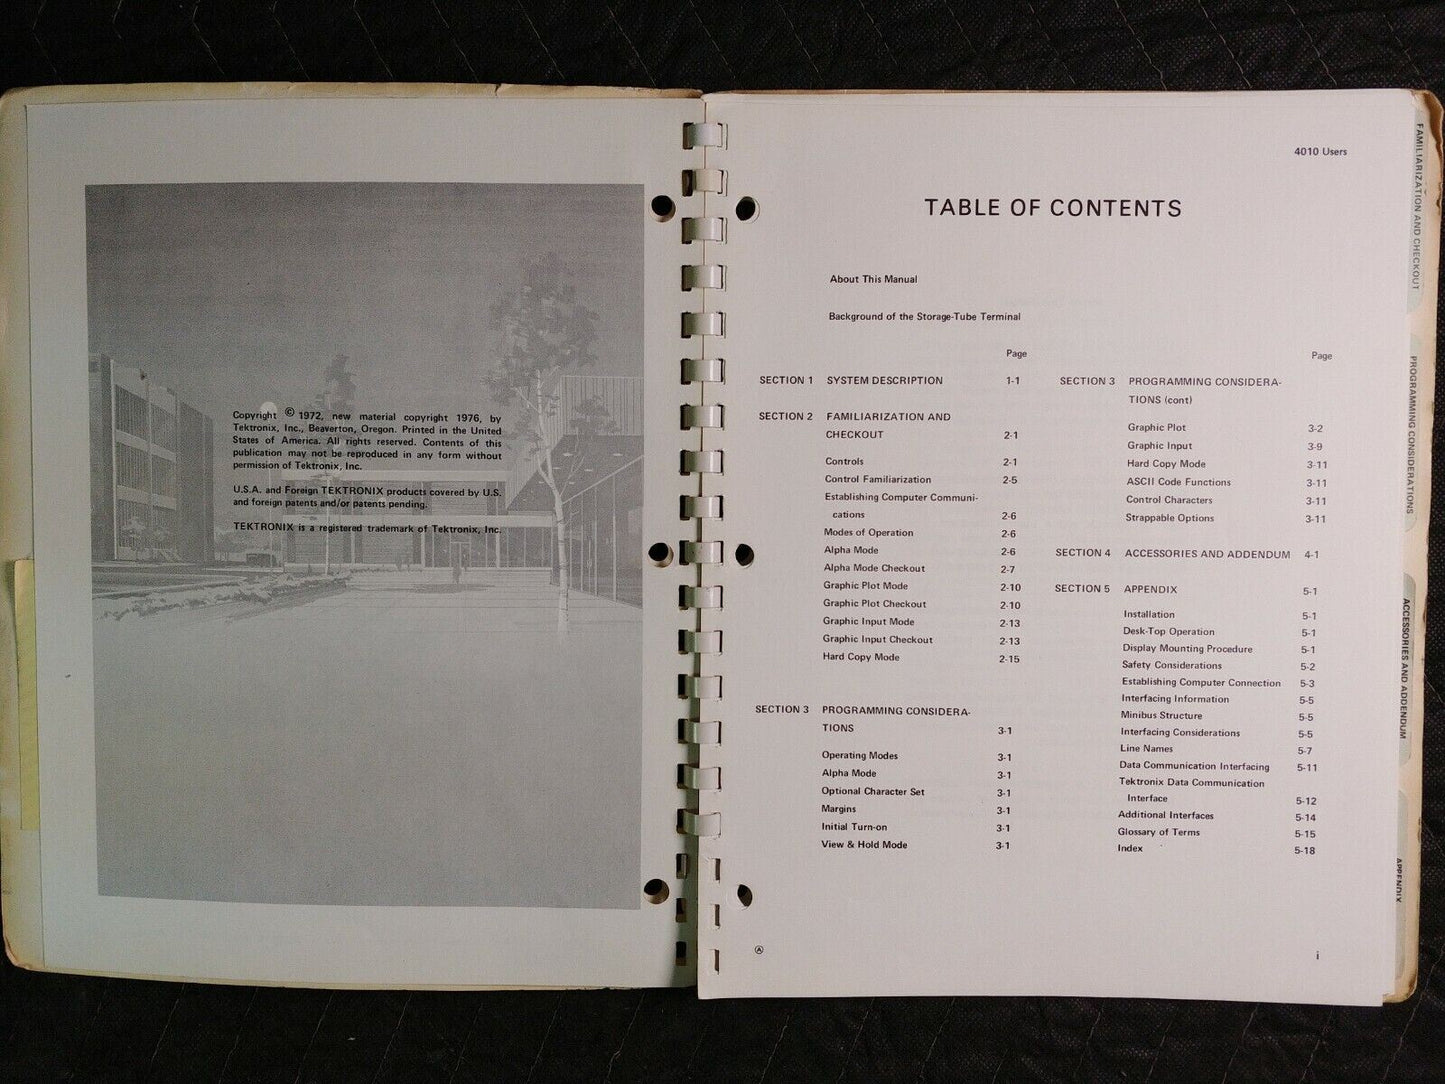 Copyright © 1972, new material copyright 1976, by
Tektronix, Inc., Beaverton, Oregon. Printed in the United
States of America. All rights reserved. Contents of this
publication may not be reproduced in any form without
permission of Tektronix, Inc.
U.S.A. and Foreign TEKTRONIX products covered by U.S.
and foreign patents and/or patents pending.
TEKTRONIX is a registered trademark of Tektronix, Inc.
4010 Users
TABLE OF CONTENTS
About This Manual
Background of the Storage-Tube Terminal
Page
SECTION 1 SYSTEM DESCRIPTION 1-1
SECTION 2 FAMILIARIZATION AND
CHECKOUT 2-1
Controls 2-1
Control Familiarization 2-5
Establishing Computer Communi-
cations 2-6
Modes of Operation 2-6
Alpha Mode 2-6
Alpha Mode Checkout 2-7
Graphic Plot Mode 2-10
Graphic Plot Checkout 2-10
Graphic Input Mode 2-13
Graphic Input Checkout 2-13
Hard Copy Mode 2-15
SECTION 3 PROGRAMMING CONSIDERA-
TIONS 3-1
Operating Modes 3-1
Alpha Mode 3-1
Optional Character Set 3-1
Margins 3-1
Initial Turn-on 3-1
View & Hold Mode 3-1
Page
SECTION 3 PROGRAMMING CONSIDERA-
TIONS (cont)
Graphic Plot 3-2
Graphic Input 3-9
Hard Copy Mode 3-11
ASCII Code Functions 3-11
Control Characters 3-11
Strappable Options 3-11
SECTION 4 ACCESSORIES AND ADDENDUM 4-1
SECTION 5 APPENDIX 5-1
Installation 5-1
Desk-Top Operation 5-1
Display Mounting Procedure 5-1
Safety Considerations 5-2
Establishing Computer Connection 5-3
Interfacing Information 5-5
Minibus Structure 5-5
Interfacing Considerations 5-5
Line Names 5-7
Data Communication Interfacing 5-11
Tektronix Data Communication
Interface 5-12
Additional Interfaces 5-14
Glossary of Terms 5-15
Index 5-18
Ⓐ
i
FAMILIARIZATION AND CHECKOUT
PROGRAMMING CONSIDERATIONS
ACCESSORIES AND ADDENDUM
APPENDIX